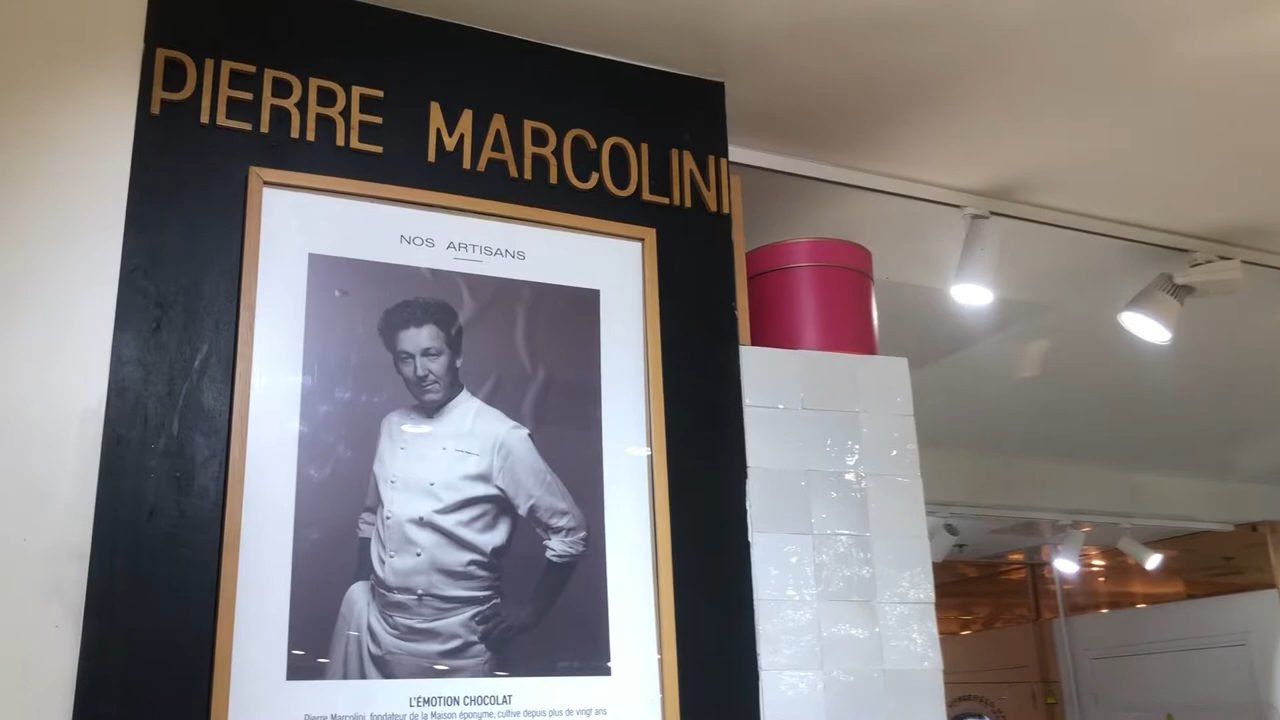 PIERRE MARCOLINI
NOS ARTISANS
L'ÉMOTION CHOCOLAT
Pierre Marcolini, fondateur de la Maison éponyme, cultive depuis plus de vingt ans